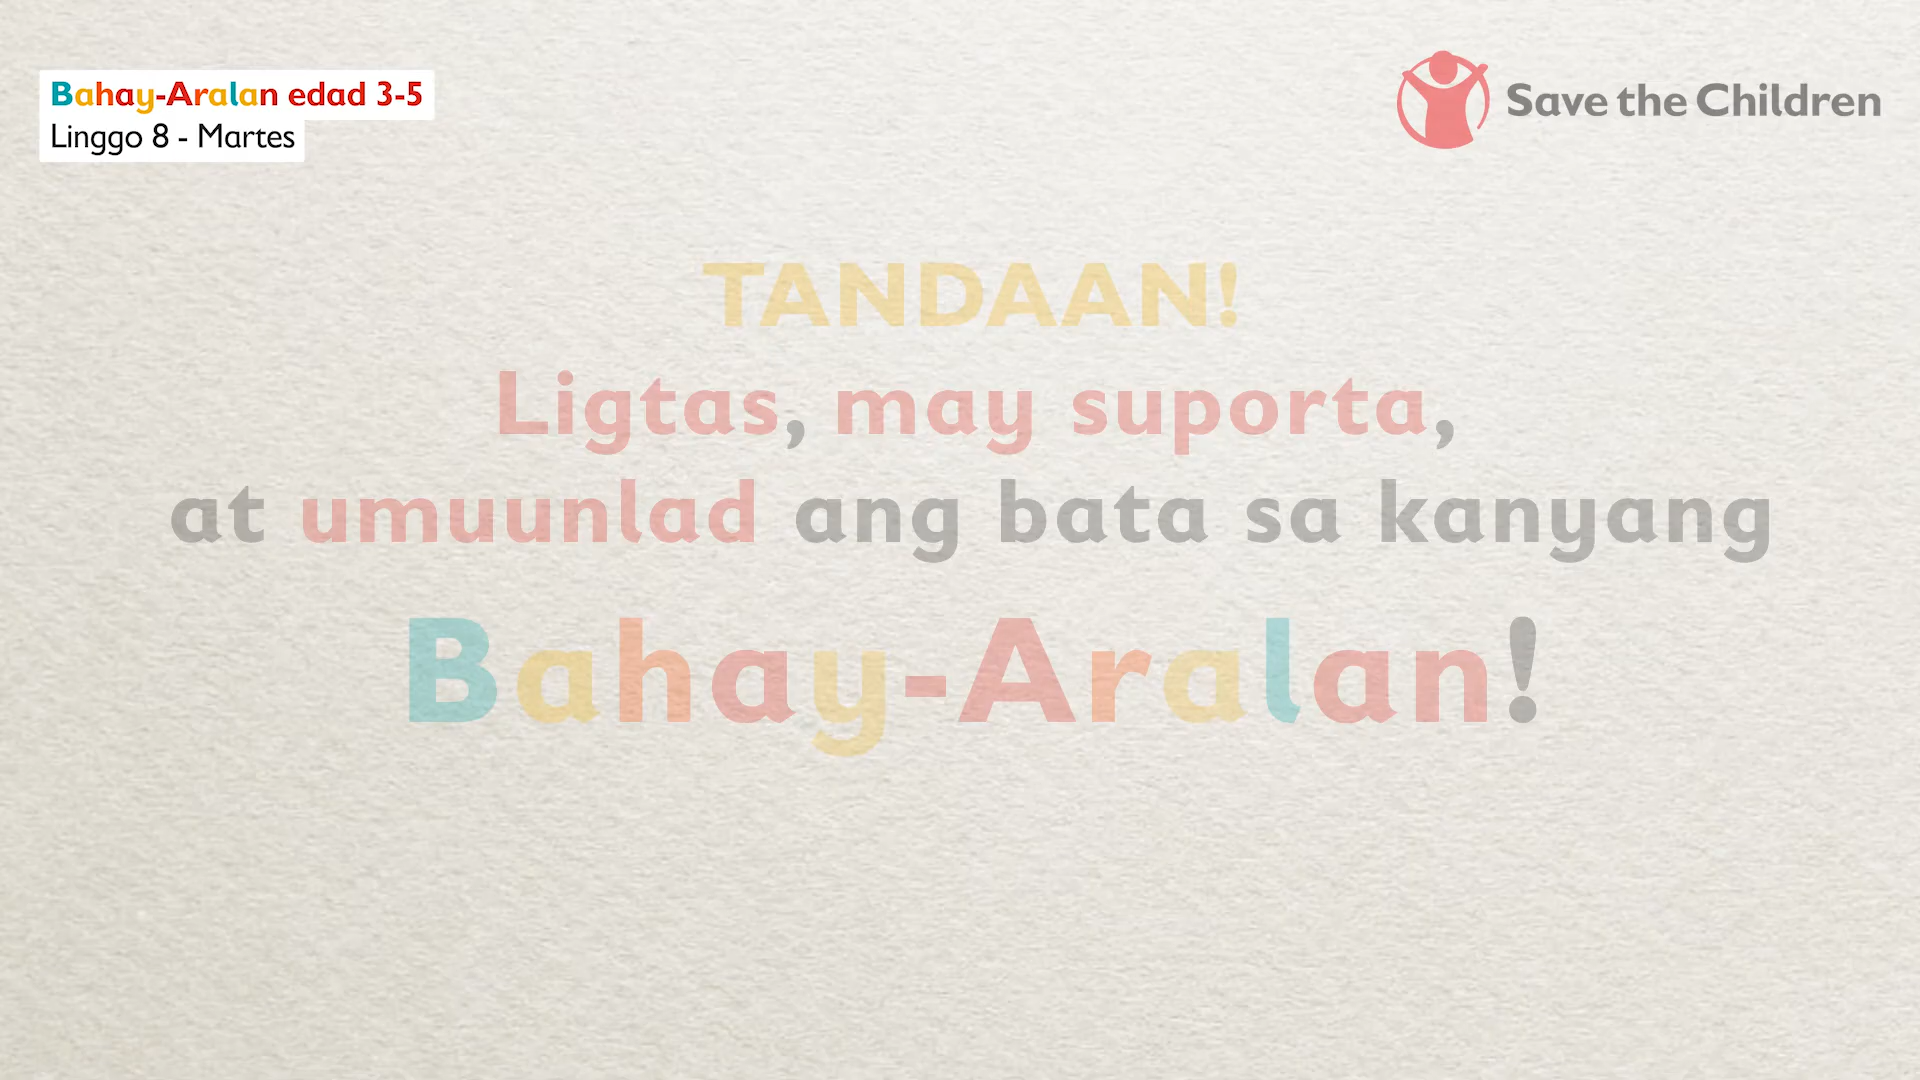 Bahay-Aralan edad 3-5
Linggo 8 - Martes
Save the Children
TANDAAN!
Ligtas, may suporta,
at umuunlad ang bata sa kanyang
Bahay-Aralan!